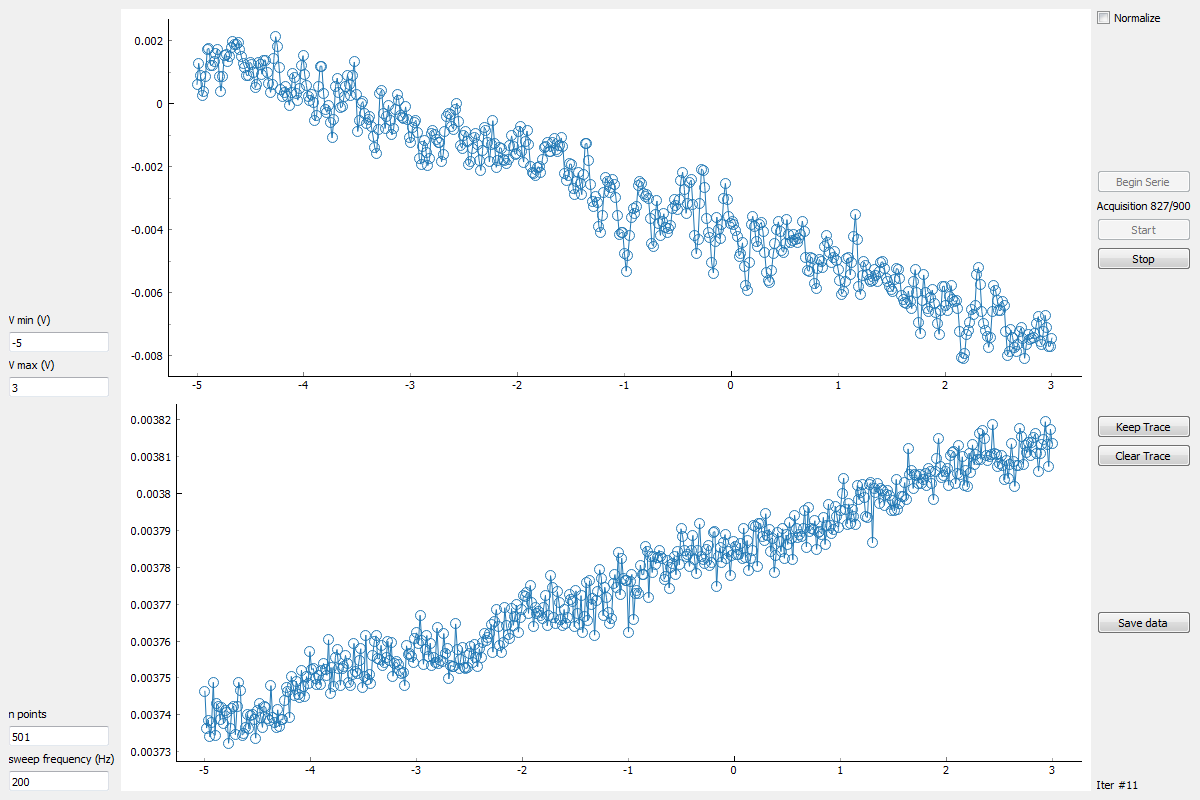 Normalize
0.002
0
-0.002
-0.004
-0.006
-0.008
-5 -4 -3 -2 -1 0 1 2 3
Begin Serie
Acquisition 827/900
Start
Stop
V min (V)
-5
V max (V)
3
0.00382
0.00381
0.0038
0.00379
0.00378
0.00377
0.00376
0.00375
0.00374
0.00373
-5 -4 -3 -2 -1 0 1 2 3
Keep Trace
Clear Trace
Save data
n points
501
sweep frequency (Hz)
200
Iter #11